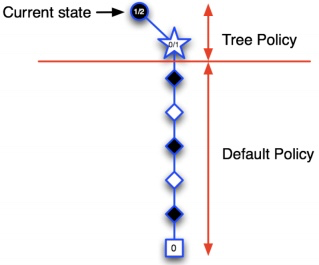 Current state
1/2
0/1
Tree Policy
Default Policy
0